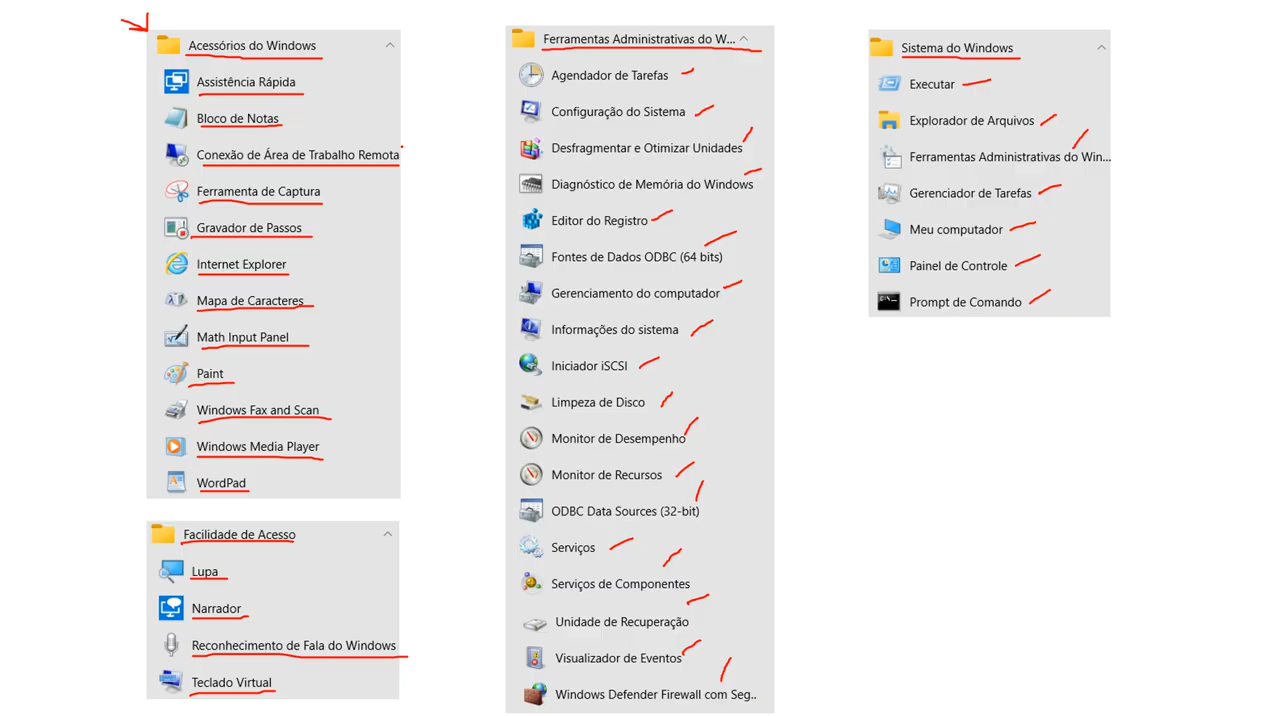 Acessórios do Windows
Assistência Rápida
Bloco de Notas
Conexão de Área de Trabalho Remota
Ferramenta de Captura
Gravador de Passos
Internet Explorer
Mapa de Caracteres
Math Input Panel
Paint
Windows Fax and Scan
Windows Media Player
WordPad
Facilidade de Acesso
Lupa
Narrador
Reconhecimento de Fala do Windows
Teclado Virtual
Ferramentas Administrativas do W...
Agendador de Tarefas
Configuração do Sistema
Desfragmentar e Otimizar Unidades
Diagnóstico de Memória do Windows
Editor do Registro
Fontes de Dados ODBC (64 bits)
Gerenciamento do computador
Informações do sistema
Iniciador iSCSI
Limpeza de Disco
Monitor de Desempenho
Monitor de Recursos
ODBC Data Sources (32-bit)
Serviços
Serviços de Componentes
Unidade de Recuperação
Visualizador de Eventos
Windows Defender Firewall com Seg..
Sistema do Windows
Executar
Explorador de Arquivos
Ferramentas Administrativas do Win...
Gerenciador de Tarefas
Meu computador
Painel de Controle
Prompt de Comando